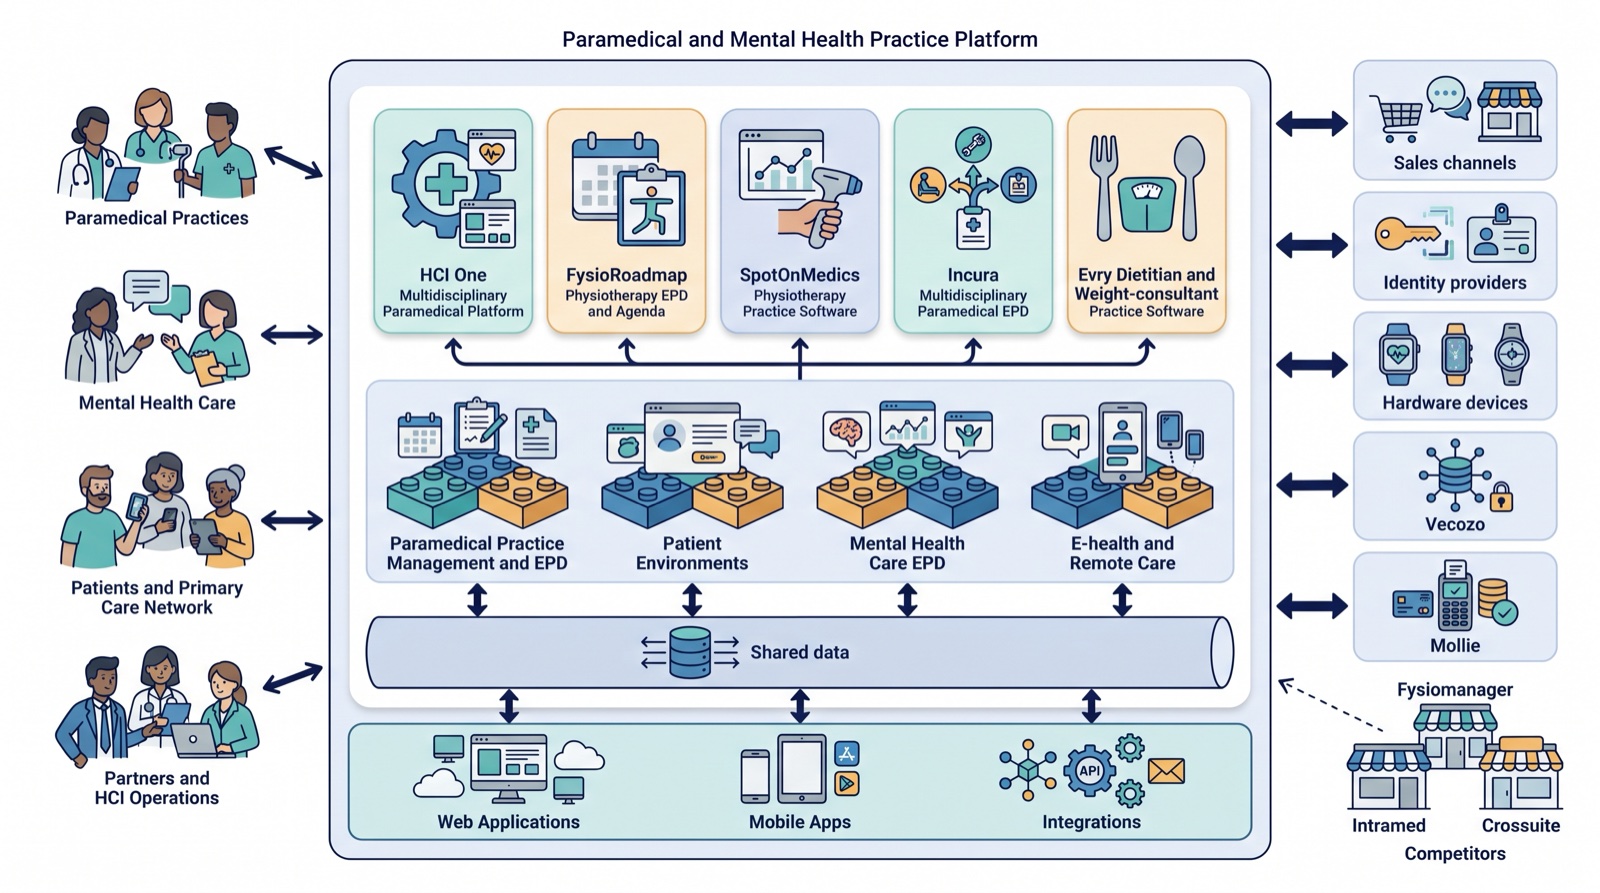 Paramedical and Mental Health Practice Platform
Paramedical Practices
Mental Health Care
Patients and Primary
Care Network
Partners and
HCI Operations
HCI One
Multidisciplinary
Paramedical Platform
FysioRoadmap
Physiotherapy EPD
and Agenda
SpotOnMedics
Physiotherapy
Practice Software
Incura
Multidisciplinary
Paramedical EPD
Evry Dietitian and
Weight-consultant
Practice Software
Paramedical Practice
Management and EPD
Patient
Environments
Mental Health
Care EPD
E-health and
Remote Care
Shared data
Web Applications
Mobile Apps
API
Integrations
Sales channels
Identity providers
Hardware devices
Vecozo
Mollie
Fysiomanager
Intramed
Crossuite
Competitors